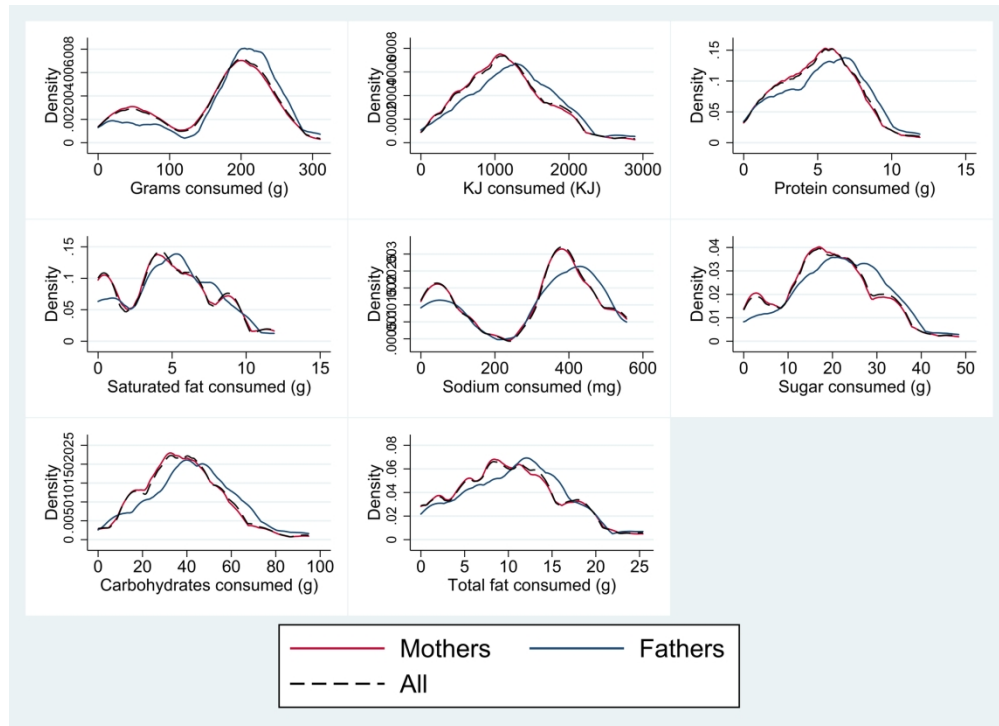 Density
0 .002.004.006.008
0 100 200 300
Grams consumed (g)
Density
0 1000 2000 3000
KJ consumed (KJ)
Density
0 .05 .1 .15
0 5 10 15
Protein consumed (g)
Density
0 .05 .1 .15
0 5 10 15
Saturated fat consumed (g)
Density
0 200 400 600
Sodium consumed (mg)
Density
0 .01 .02 .03 .04
0 10 20 30 40 50
Sugar consumed (g)
Density
0 .005.01.015.02.025
0 20 40 60 80 100
Carbohydrates consumed (g)
Density
0 .02 .04 .06 .08
0 5 10 15 20 25
Total fat consumed (g)
Mothers Fathers
All